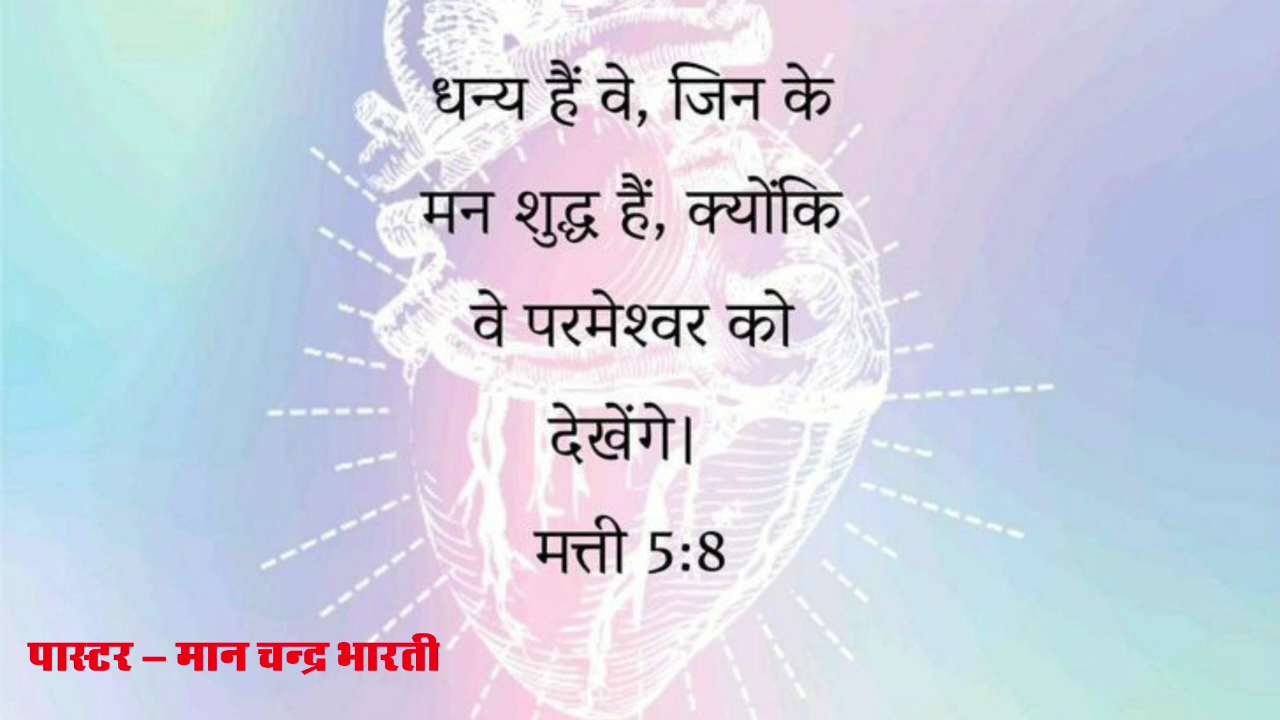 धन्य हैं वे, जिन के
मन शुद्ध हैं, क्योंकि
वे परमेश्वर को
देखेंगे।
मत्ती 5:8
पास्टर – मान चन्द्र भारती